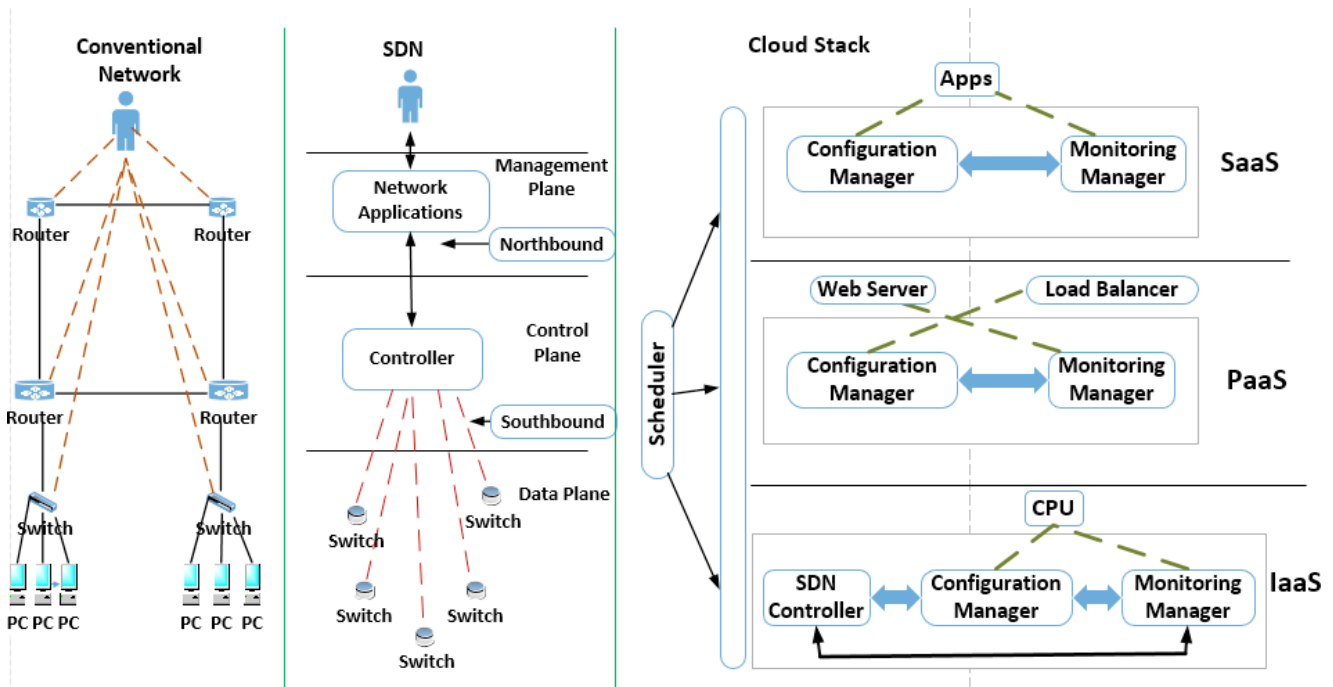 Conventional
Network
Router
Router
Router
Router
Switch
Switch
PC
PC
PC
PC
PC
PC
SDN
Management
Plane
Network
Applications
Northbound
Control
Plane
Controller
Southbound
Data Plane
Switch
Switch
Switch
Switch
Switch
Cloud Stack
Scheduler
Apps
Configuration
Manager
Monitoring
Manager
SaaS
Web Server
Load Balancer
Configuration
Manager
Monitoring
Manager
PaaS
CPU
SDN
Controller
Configuration
Manager
Monitoring
Manager
IaaS